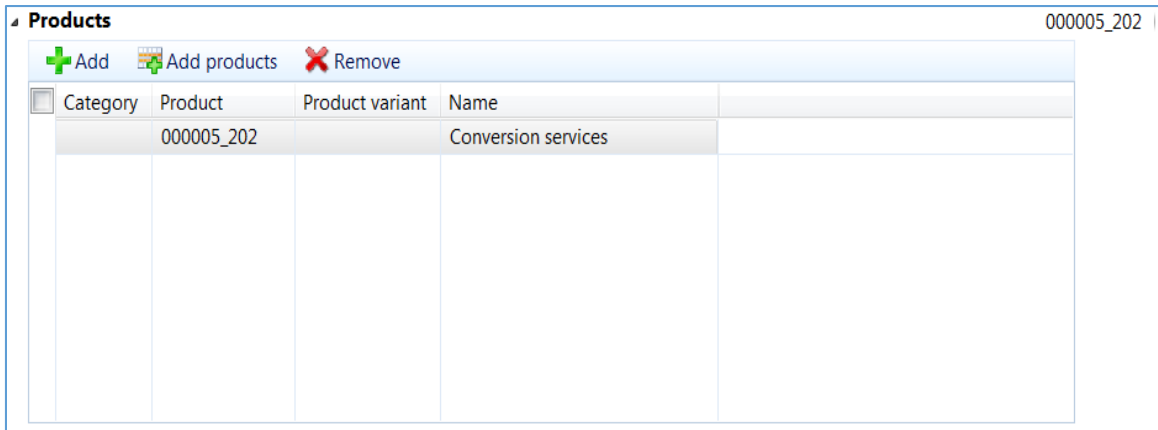 Products 000005_202
Add Add products Remove
Category Product Product variant Name
000005_202 Conversion services